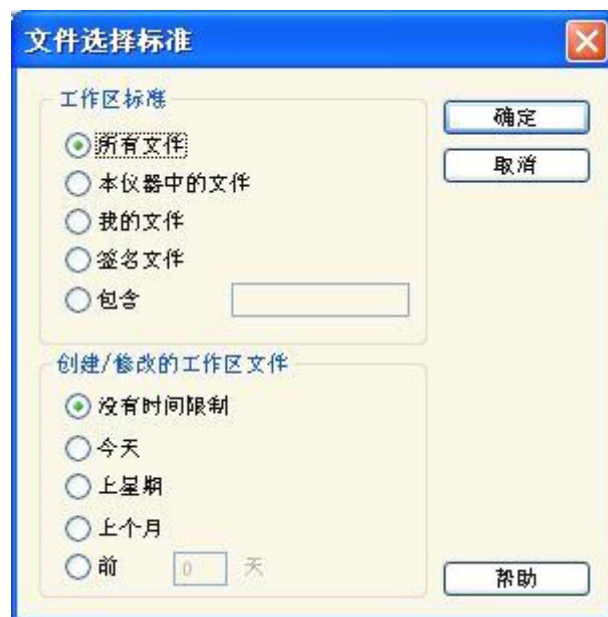 文件选择标准
工作区标准
所有文件
本仪器中的文件
我的文件
签名文件
包含
创建/修改的工作区文件
没有时间限制
今天
上星期
上个月
前 0 天
确定
取消
帮助